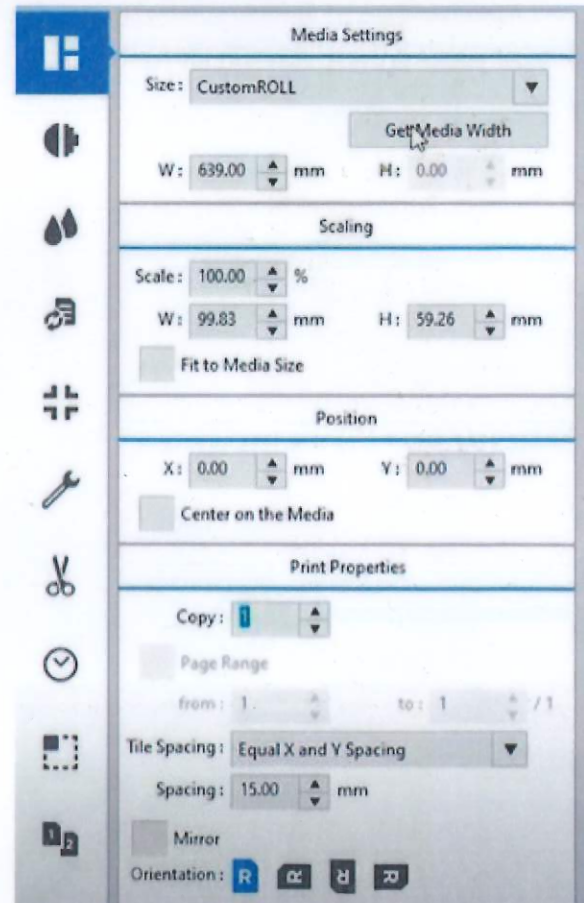 Media Settings
Size: CustomROLL
Get Media Width
W: 639.00 mm H: 0.00 mm
Scaling
Scale: 100.00 %
W: 99.83 mm H: 59.26 mm
Fit to Media Size
Position
X: 0.00 mm Y: 0.00 mm
Center on the Media
Print Properties
Copy: 1
Page Range
from: 1 to: 1 / 1
Tile Spacing: Equal X and Y Spacing
Spacing: 15.00 mm
Mirror
Orientation: R R R R
1 2